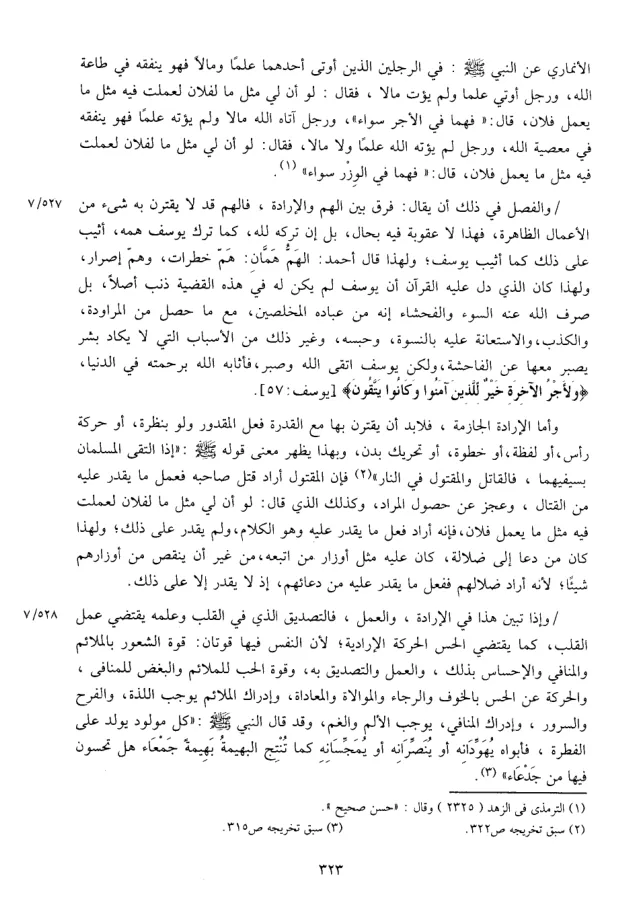 الأنماري عن النبي ﷺ : في الرجلين الذين أوتى أحدهما علمًا ومالاً فهو ينفقه في طاعة
الله، ورجل أوتي علما ولم يؤت مالا ، فقال : لو أن لي مثل ما لفلان لعملت فيه مثل ما
يعمل فلان، قال:« فهما في الأجر سواء»، ورجل آتاه الله مالا ولم يؤته علمًا فهو ينفقه
في معصية الله، ورجل لم يؤته الله علمًا ولا مالا، فقال: لو أن لي مثل ما لفلان لعملت
فيه مثل ما يعمل فلان، قال:« فهما في الوِزْر سواء» (١).
٧/٥٢٧ / والفصل في ذلك أن يقال: فرق بين الهم والإرادة ، فالهم قد لا يقترن به شىء من
الأعمال الظاهرة، فهذا لا عقوبة فيه بحال، بل إن تركه لله، كما ترك يوسف همه، أثيب
على ذلك كما أثيب يوسف؛ ولهذا قال أحمد: الهَمُّ هَمَّان: هَمّ خطرات، وهمّ إصرار،
ولهذا كان الذي دل عليه القرآن أن يوسف لم يكن له في هذه القضية ذنب أصلاً، بل
صرف الله عنه السوء والفحشاء إنه من عباده المخلصين، مع ما حصل من المراودة،
والكذب،والاستعانة عليه بالنسوة، وحبسه، وغير ذلك من الأسباب التي لا يكاد بشر
يصبر معها عن الفاحشة،ولكن يوسف اتقى الله وصبر،فأثابه الله برحمته في الدنيا،
﴿وَلأَجْرُ الآخِرَةِ خَيْرٌ لِّلَّذِينَ آمَنُوا وَكَانُوا يَتَّقُونَ﴾ [يوسف:٥٧].
وأما الإرادة الجازمة ، فلابد أن يقترن بها مع القدرة فعل المقدور ولو بنظرة، أو حركة
رأس،أو لفظة،أو خطوة، أو تحريك بدن، وبهذا يظهر معنى قوله ﷺ :«إذا التقى المسلمان
بسيفيهما ، فالقاتل والمقتول في النار»(٢) فإن المقتول أراد قتل صاحبه فعمل ما يقدر عليه
من القتال ، وعجز عن حصول المراد، وكذلك الذي قال: لو أن لي مثل ما لفلان لعملت
فيه مثل ما يعمل فلان،فإنه أراد فعل ما يقدر عليه وهو الكلام،ولم يقدر على ذلك؛ ولهذا
كان من دعا إلى ضلالة، كان عليه مثل أوزار من اتبعه،من غير أن ينقص من أوزارهم
شيئًا؛ لأنه أراد ضلالهم ففعل ما يقدر عليه من دعائهم، إذ لا يقدر إلا على ذلك.
٧/٥٢٨ / وإذا تبين هذا في الإرادة ، والعمل ، فالتصديق الذي في القلب وعلمه يقتضي عمل
القلب، كما يقتضي الحس الحركة الإرادية؛ لأن النفس فيها قوتان: قوة الشعور بالملائم
والمنافي والإحساس بذلك ، والعمل والتصديق به، وقوة الحب للملائم والبغض للمنافى ،
والحركة عن الحس بالخوف والرجاء والموالاة والمعاداة، وإدراك الملائم يوجب اللذة، والفرح
والسرور ، وإدراك المنافي، يوجب الألم والغم، وقد قال النبي ﷺ :«كل مولود يولد على
الفطرة ، فأبواه يُهَوِّدَانِه أو يُنَصِّرَانِه أو يُمَجِّسَانِه كما تُنْتِج البهيمةُ بَهِيمةً جَمْعَاء هل تحسون
فيها من جَدْعَاء» (٣).
(١) الترمذى فى الزهد ( ٢٣٢٥ ) وقال : «حسن صحيح ».
(٢) سبق تخريجه ص٣٢٢. (٣) سبق تخريجه ص٣١٥.
٣٢٣